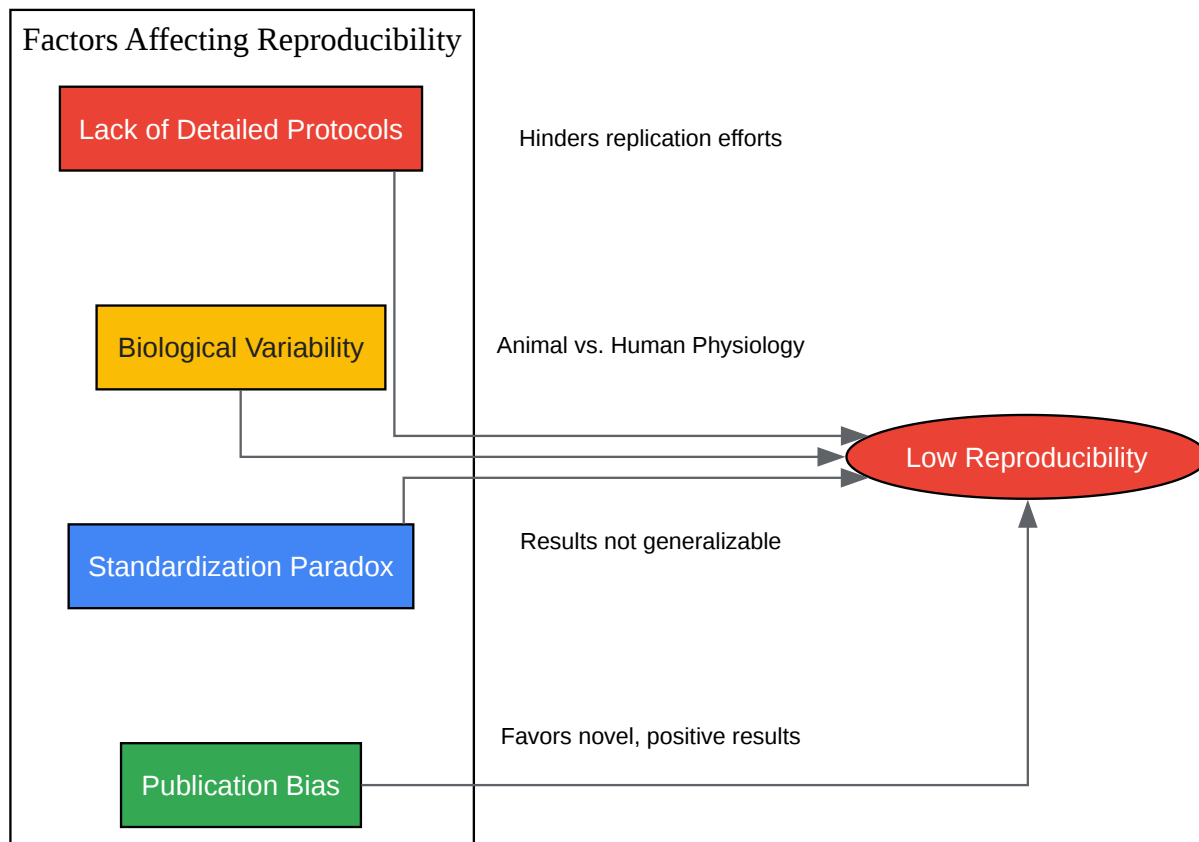 Factors Affecting Reproducibility
Lack of Detailed Protocols
Hinders replication efforts
Biological Variability
Animal vs. Human Physiology
Low Reproducibility
Results not generalizable
Standardization Paradox
Favors novel, positive results
Publication Bias